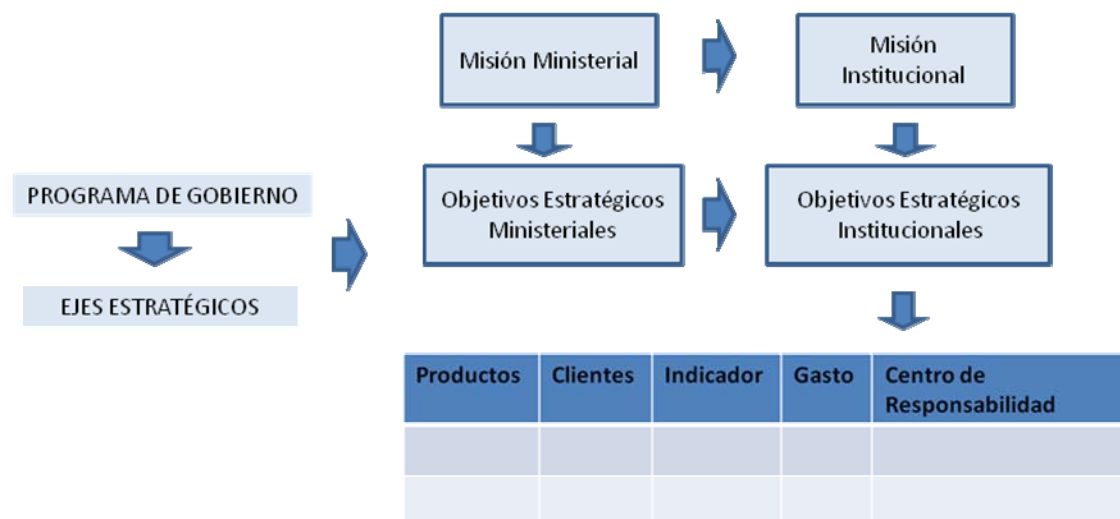 Misión Ministerial
Misión
Institucional
PROGRAMA DE GOBIERNO
EJES ESTRATÉGICOS
Objetivos Estratégicos
Ministeriales
Objetivos Estratégicos
Institucionales
Productos Clientes Indicador Gasto Centro de
Responsabilidad